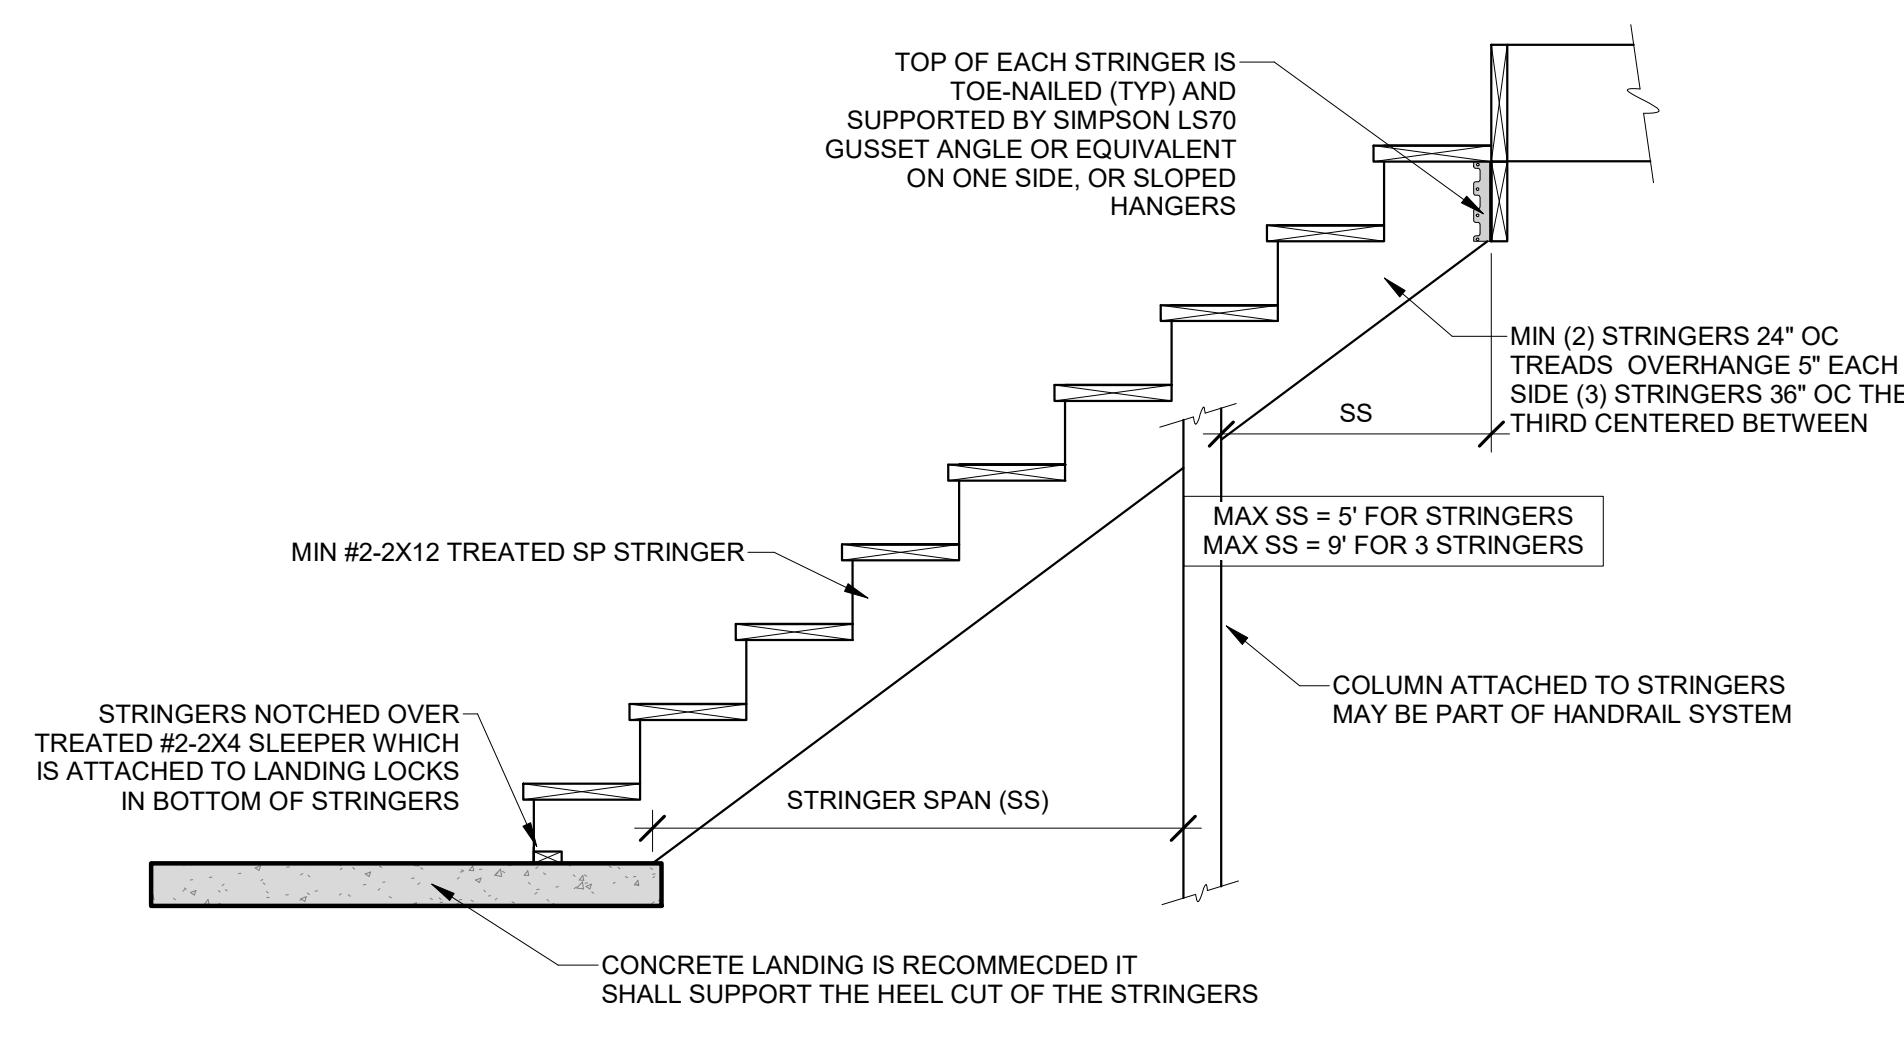 TOP OF EACH STRINGER IS
TOE-NAILED (TYP) AND
SUPPORTED BY SIMPSON LS70
GUSSET ANGLE OR EQUIVALENT
ON ONE SIDE, OR SLOPED
HANGERS
MIN (2) STRINGERS 24" OC
TREADS OVERHANGE 5" EACH
SIDE (3) STRINGERS 36" OC THE
THIRD CENTERED BETWEEN
SS
MAX SS = 5' FOR STRINGERS
MAX SS = 9' FOR 3 STRINGERS
MIN #2-2X12 TREATED SP STRINGER
COLUMN ATTACHED TO STRINGERS
MAY BE PART OF HANDRAIL SYSTEM
STRINGERS NOTCHED OVER
TREATED #2-2X4 SLEEPER WHICH
IS ATTACHED TO LANDING LOCKS
IN BOTTOM OF STRINGERS
STRINGER SPAN (SS)
CONCRETE LANDING IS RECOMMECDED IT
SHALL SUPPORT THE HEEL CUT OF THE STRINGERS